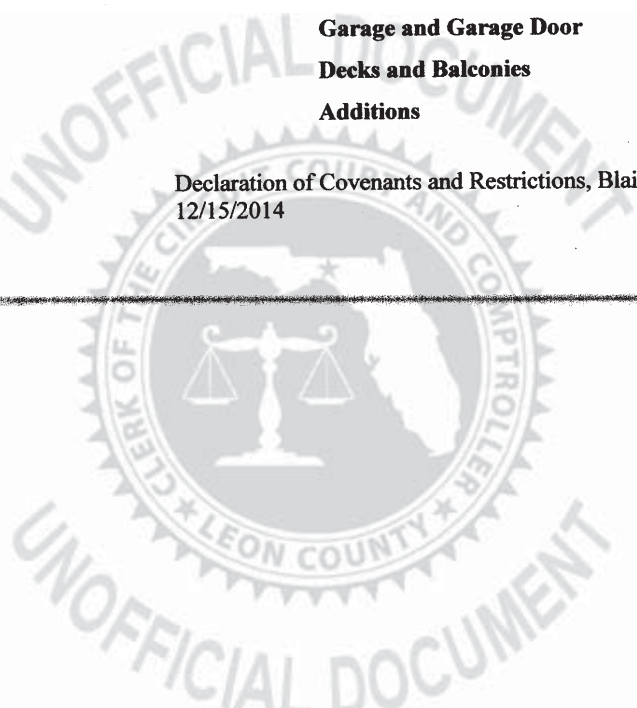 Garage and Garage Door
Decks and Balconies
Additions
Declaration of Covenants and Restrictions, Blai
12/15/2014
UNOFFICIAL DOCUMENT
CLERK OF THE CIRCUIT COURT AND COMPTROLLER
LEON COUNTY
UNOFFICIAL DOCUMENT